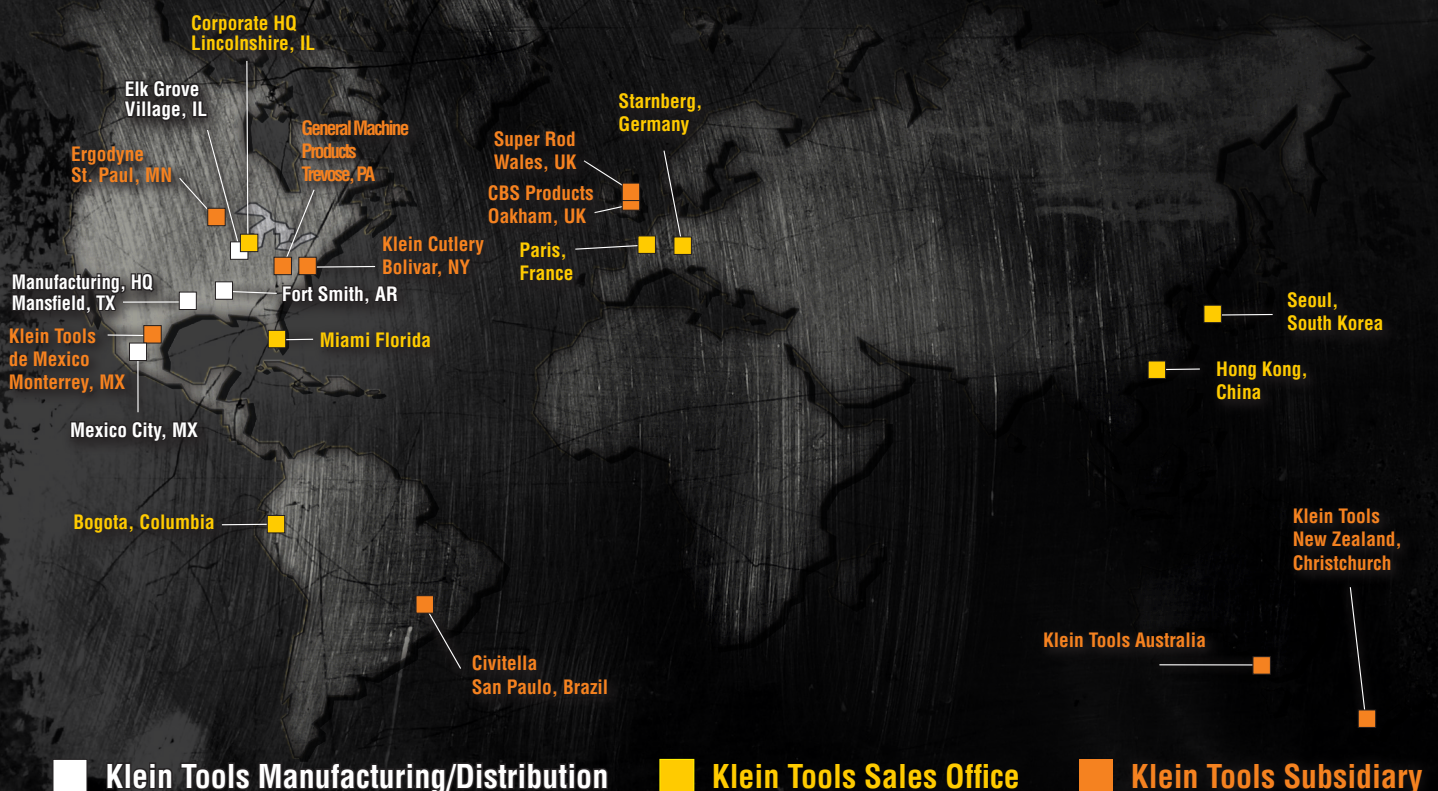 Corporate HQ
Lincolnshire, IL
Elk Grove
Village, IL
General Machine
Products
Trevose, PA
Ergodyne
St. Paul, MN
Klein Cutlery
Bolivar, NY
Manufacturing, HQ
Mansfield, TX
Fort Smith, AR
Klein Tools
de Mexico
Monterrey, MX
Miami Florida
Mexico City, MX
Bogota, Columbia
Civitella
San Paulo, Brazil
Starnberg,
Germany
Super Rod
Wales, UK
CBS Products
Oakham, UK
Paris,
France
Seoul,
South Korea
Hong Kong,
China
Klein Tools
New Zealand,
Christchurch
Klein Tools Australia
Klein Tools Manufacturing/Distribution
Klein Tools Sales Office
Klein Tools Subsidiary